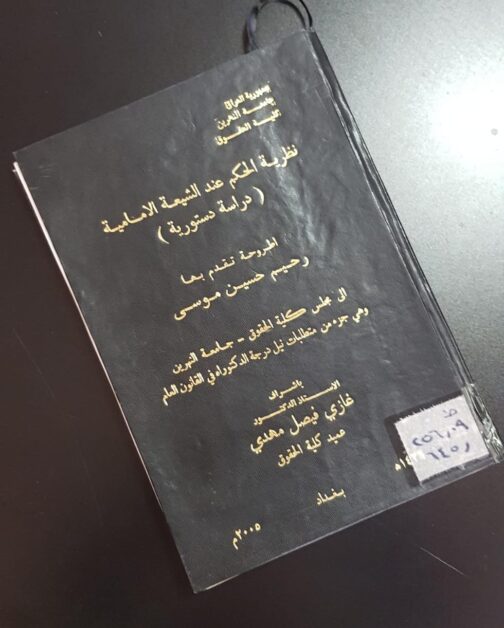 جمهورية العراق
جامعة النهرين
كلية الحقوق
نظرية الحكم عند الشيعة الامامية
( دراسة دستورية )
اطروحة تقدم بها
رحيم حسين موسى
الى مجلس كلية الحقوق - جامعة النهرين
وهي جزء من متطلبات نيل درجة الدكتوراه في القانون العام
باشراف
الاستاذ الدكتور
غازي فيصل مهدي
عميد كلية الحقوق
بغداد
٢٠٠٥م